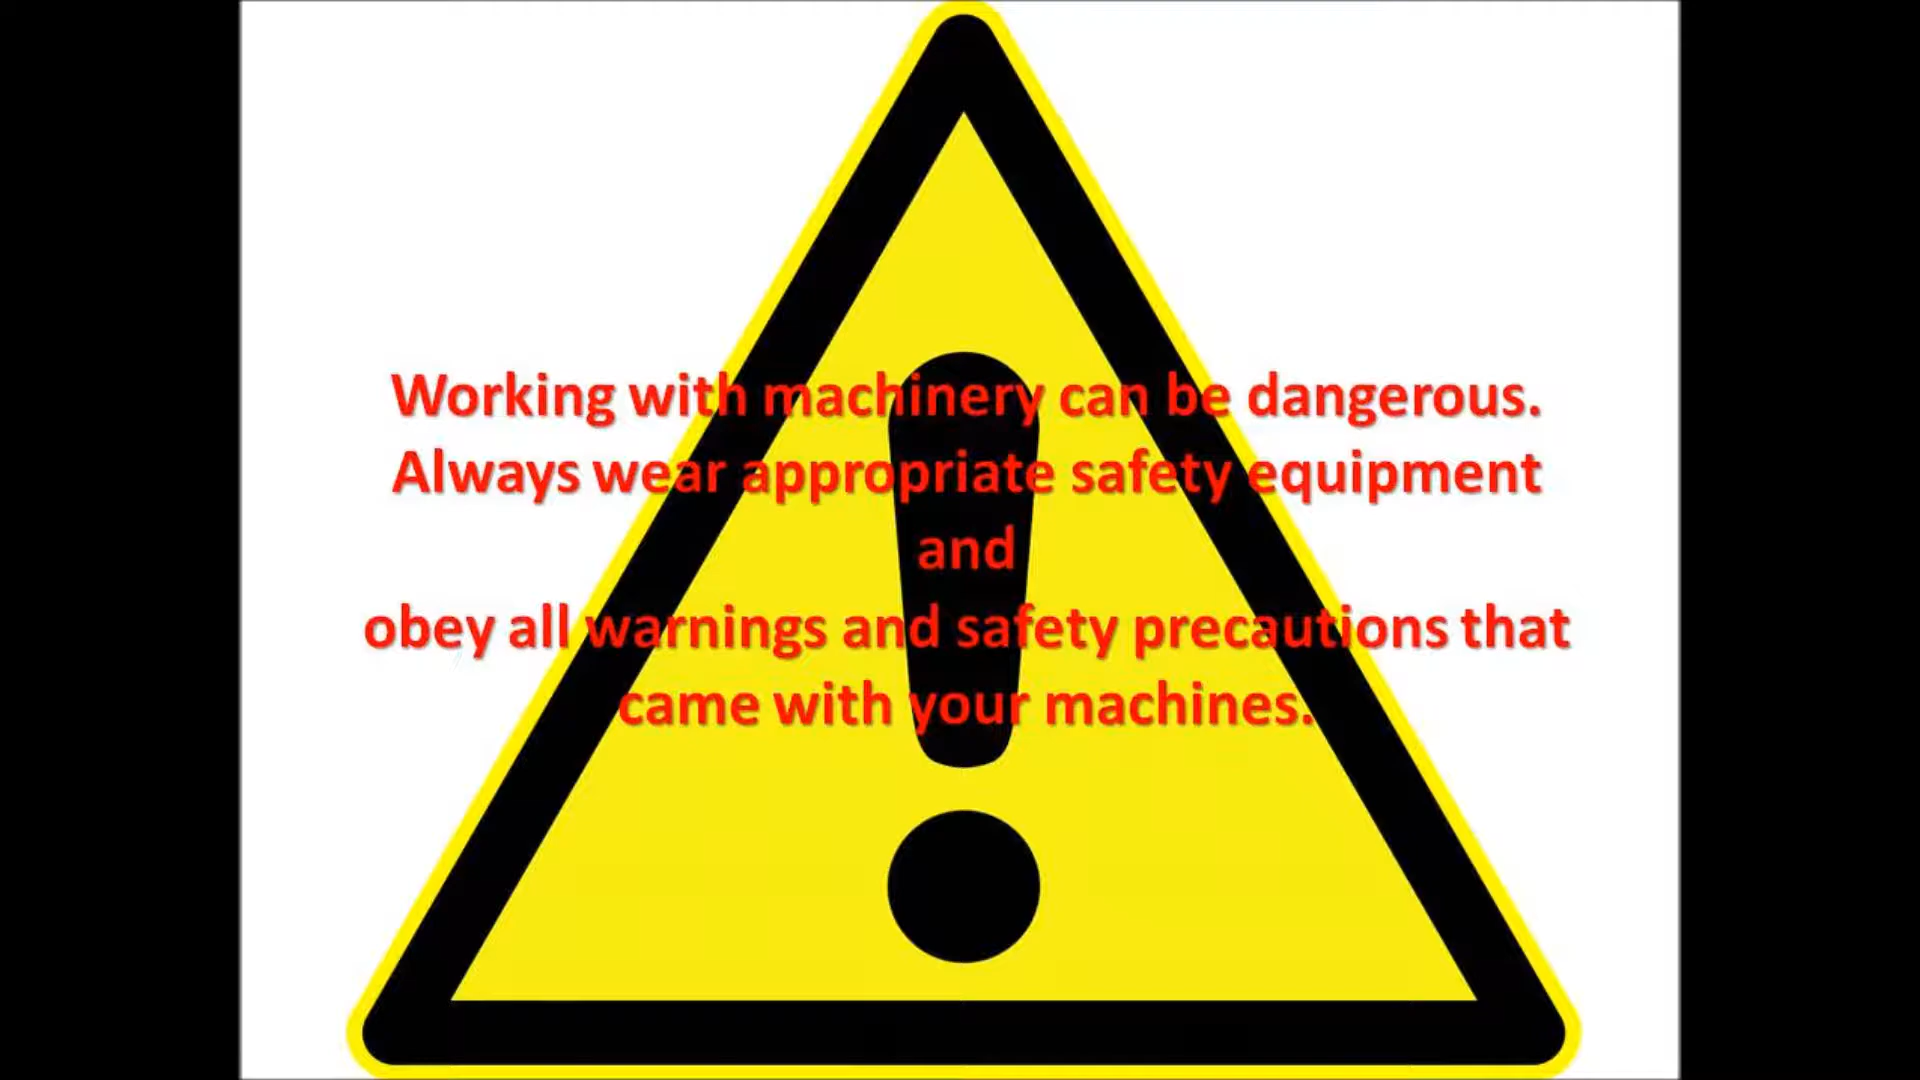 Working with machinery can be dangerous.
Always wear appropriate safety equipment
and
obey all warnings and safety precautions that
came with your machines.